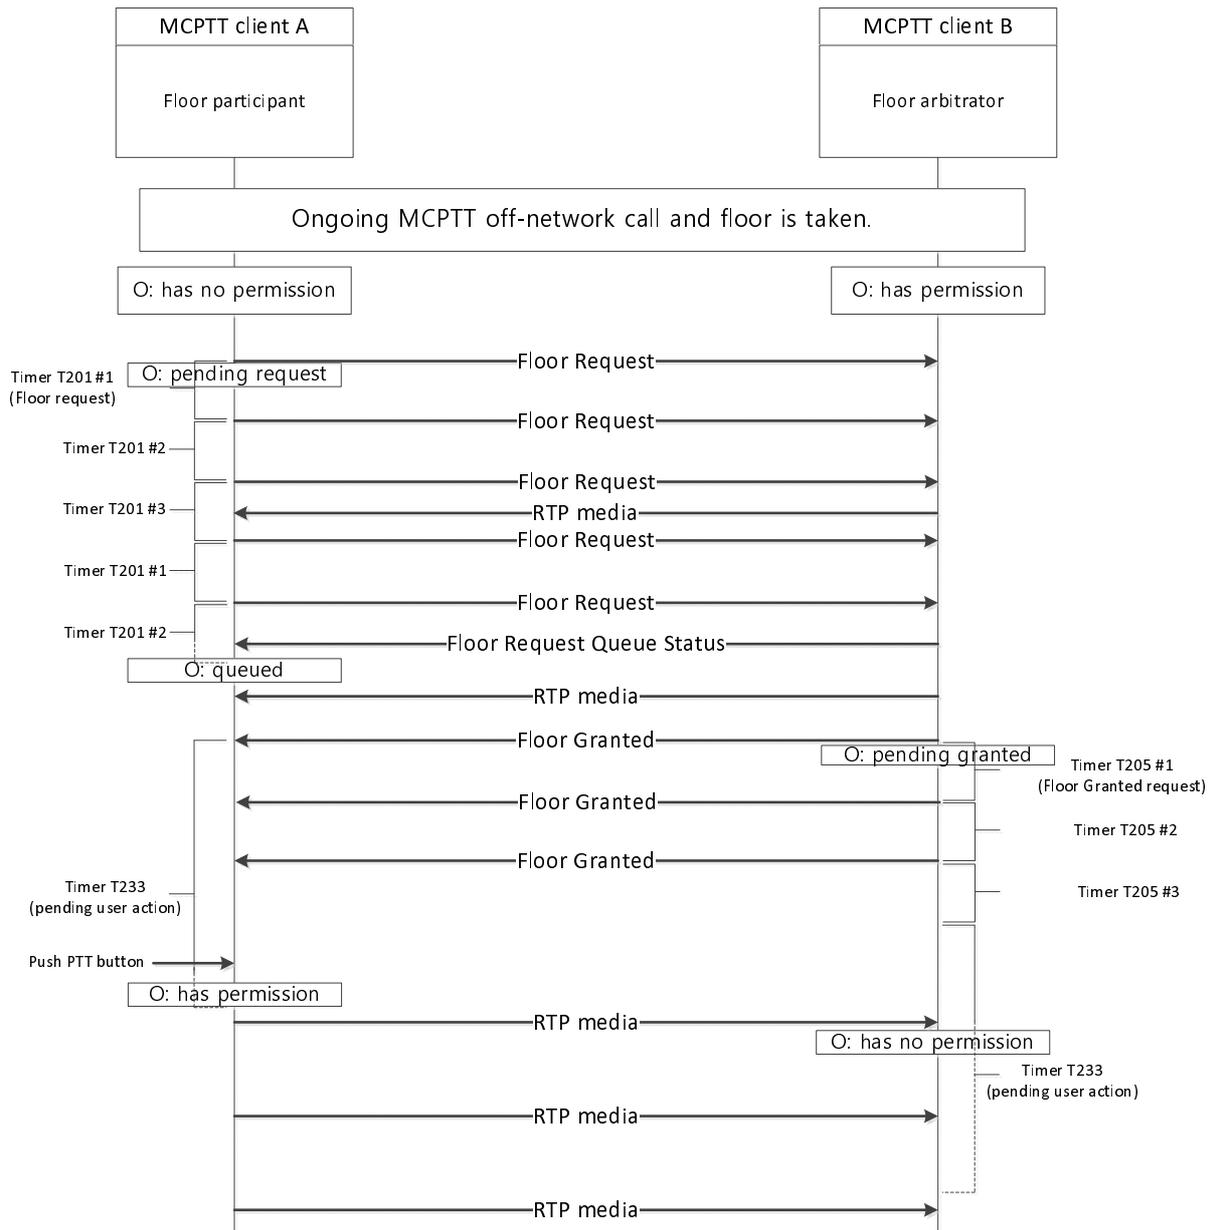 MCPTT client A
MCPTT client B
Floor participant
Floor arbitrator
Ongoing MCPTT off-network call and floor is taken.
O: has no permission
O: has permission
Floor Request
O: pending request
Timer T201 #1
(Floor request)
Floor Request
Timer T201 #2
Floor Request
Timer T201 #3
RTP media
Floor Request
Timer T201 #1
Floor Request
Timer T201 #2
Floor Request Queue Status
O: queued
RTP media
Floor Granted
O: pending granted
Timer T205 #1
(Floor Granted request)
Floor Granted
Timer T205 #2
Floor Granted
Timer T233
(pending user action)
Timer T205 #3
Push PTT button
O: has permission
RTP media
O: has no permission
Timer T233
(pending user action)
RTP media
RTP media